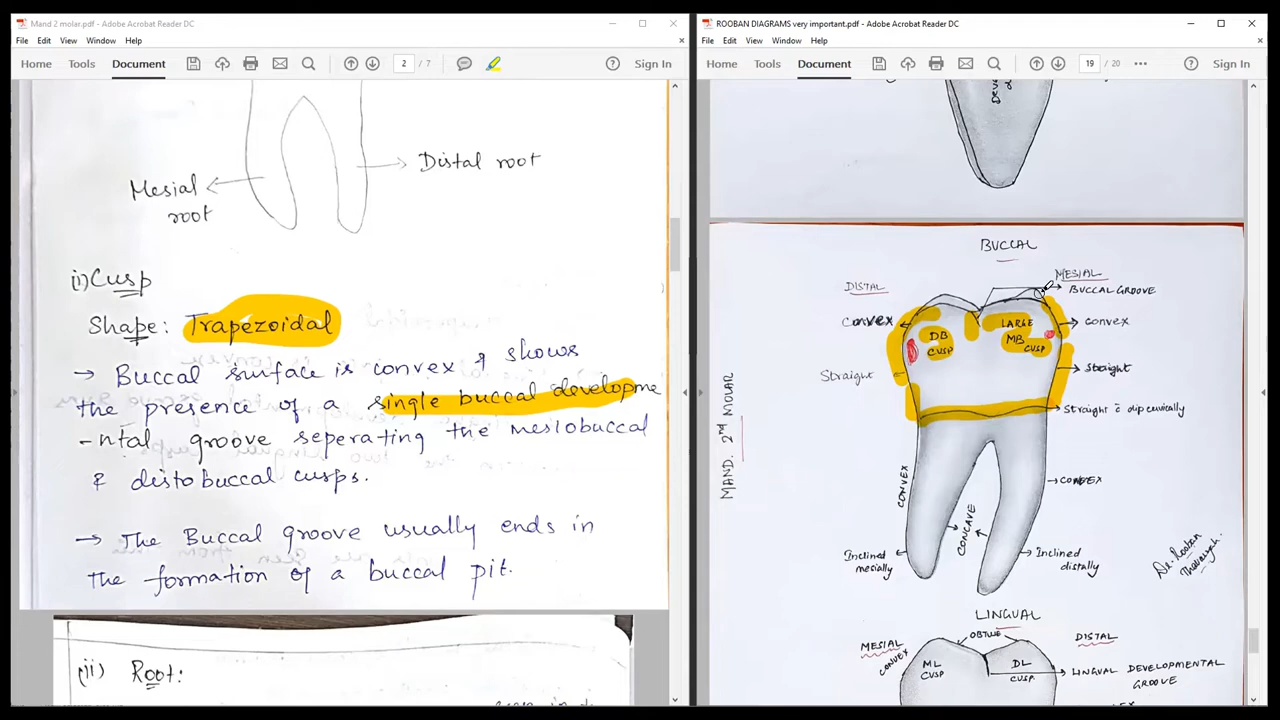 Mand 2 molar.pdf - Adobe Acrobat Reader DC
File Edit View Window Help
Home Tools Document 2 / 7 Sign In
Distal root
Mesial
root
(i) Cusp
Shape: Trapezoidal
→ Buccal surface is convex & shows
the presence of a single buccal developme
-ntal groove seperating the mesiobuccal
& distobuccal cusps.
→ The Buccal groove usually ends in
the formation of a buccal pit.
(ii) Root:
ROOBAN DIAGRAMS very important.pdf - Adobe Acrobat Reader DC
File Edit View Window Help
Home Tools Document 19 / 20 Sign In
BUCCAL
MESIAL
DISTAL
BUCCAL GROOVE
Convex
LARGE
MB
CUSP
DB
CUSP
convex
Straight
Straight
Straight c̄ dip cervically
MAND. 2nd MOLAR
CONVEX
CONCAVE
CONVEX
Inclined
mesially
Inclined
distally
Dr. Rooban
LINGUAL
OBTUSE
MESIAL
CONVEX
DISTAL
ML
CUSP
DL
CUSP
LINGUAL DEVELOPMENTAL
GROOVE